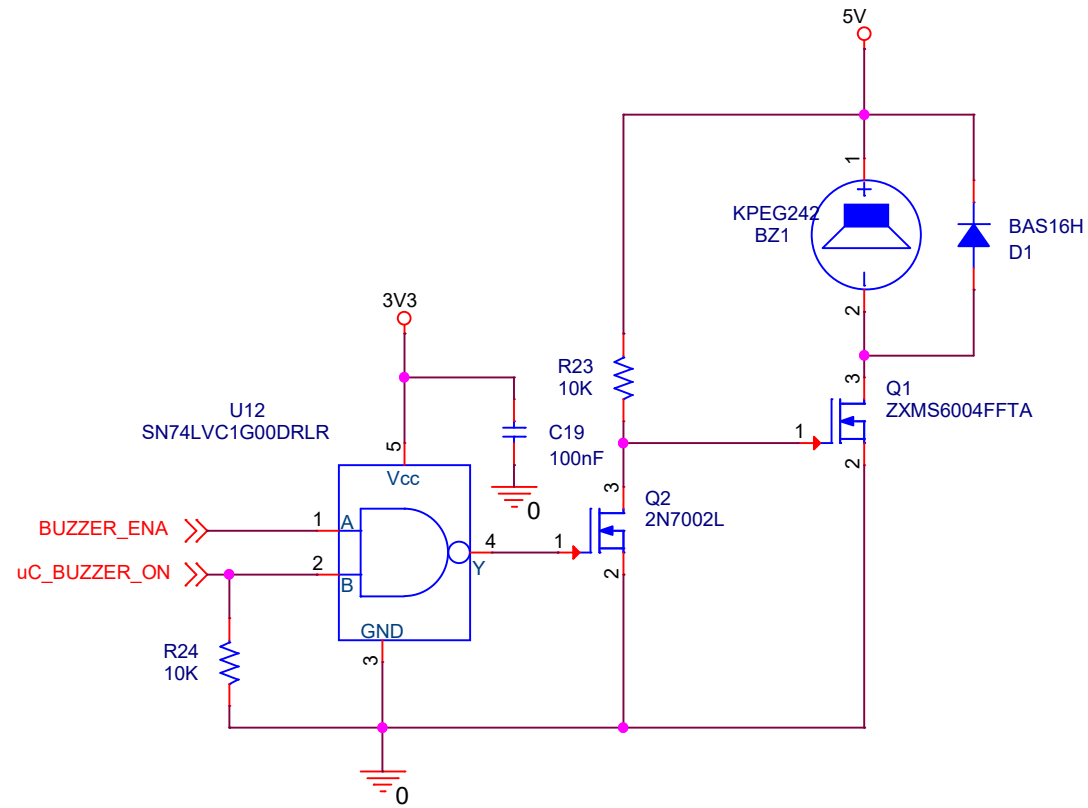 5V
1
KPEG242
BZ1
+
-
2
BAS16H
D1
3V3
R23
10K
3
Q1
ZXMS6004FFTA
U12
SN74LVC1G00DRLR
C19
100nF
1
2
5
Vcc
0
3
Q2
2N7002L
BUZZER_ENA
1
A
4
Y
1
uC_BUZZER_ON
2
B
2
GND
3
R24
10K
0